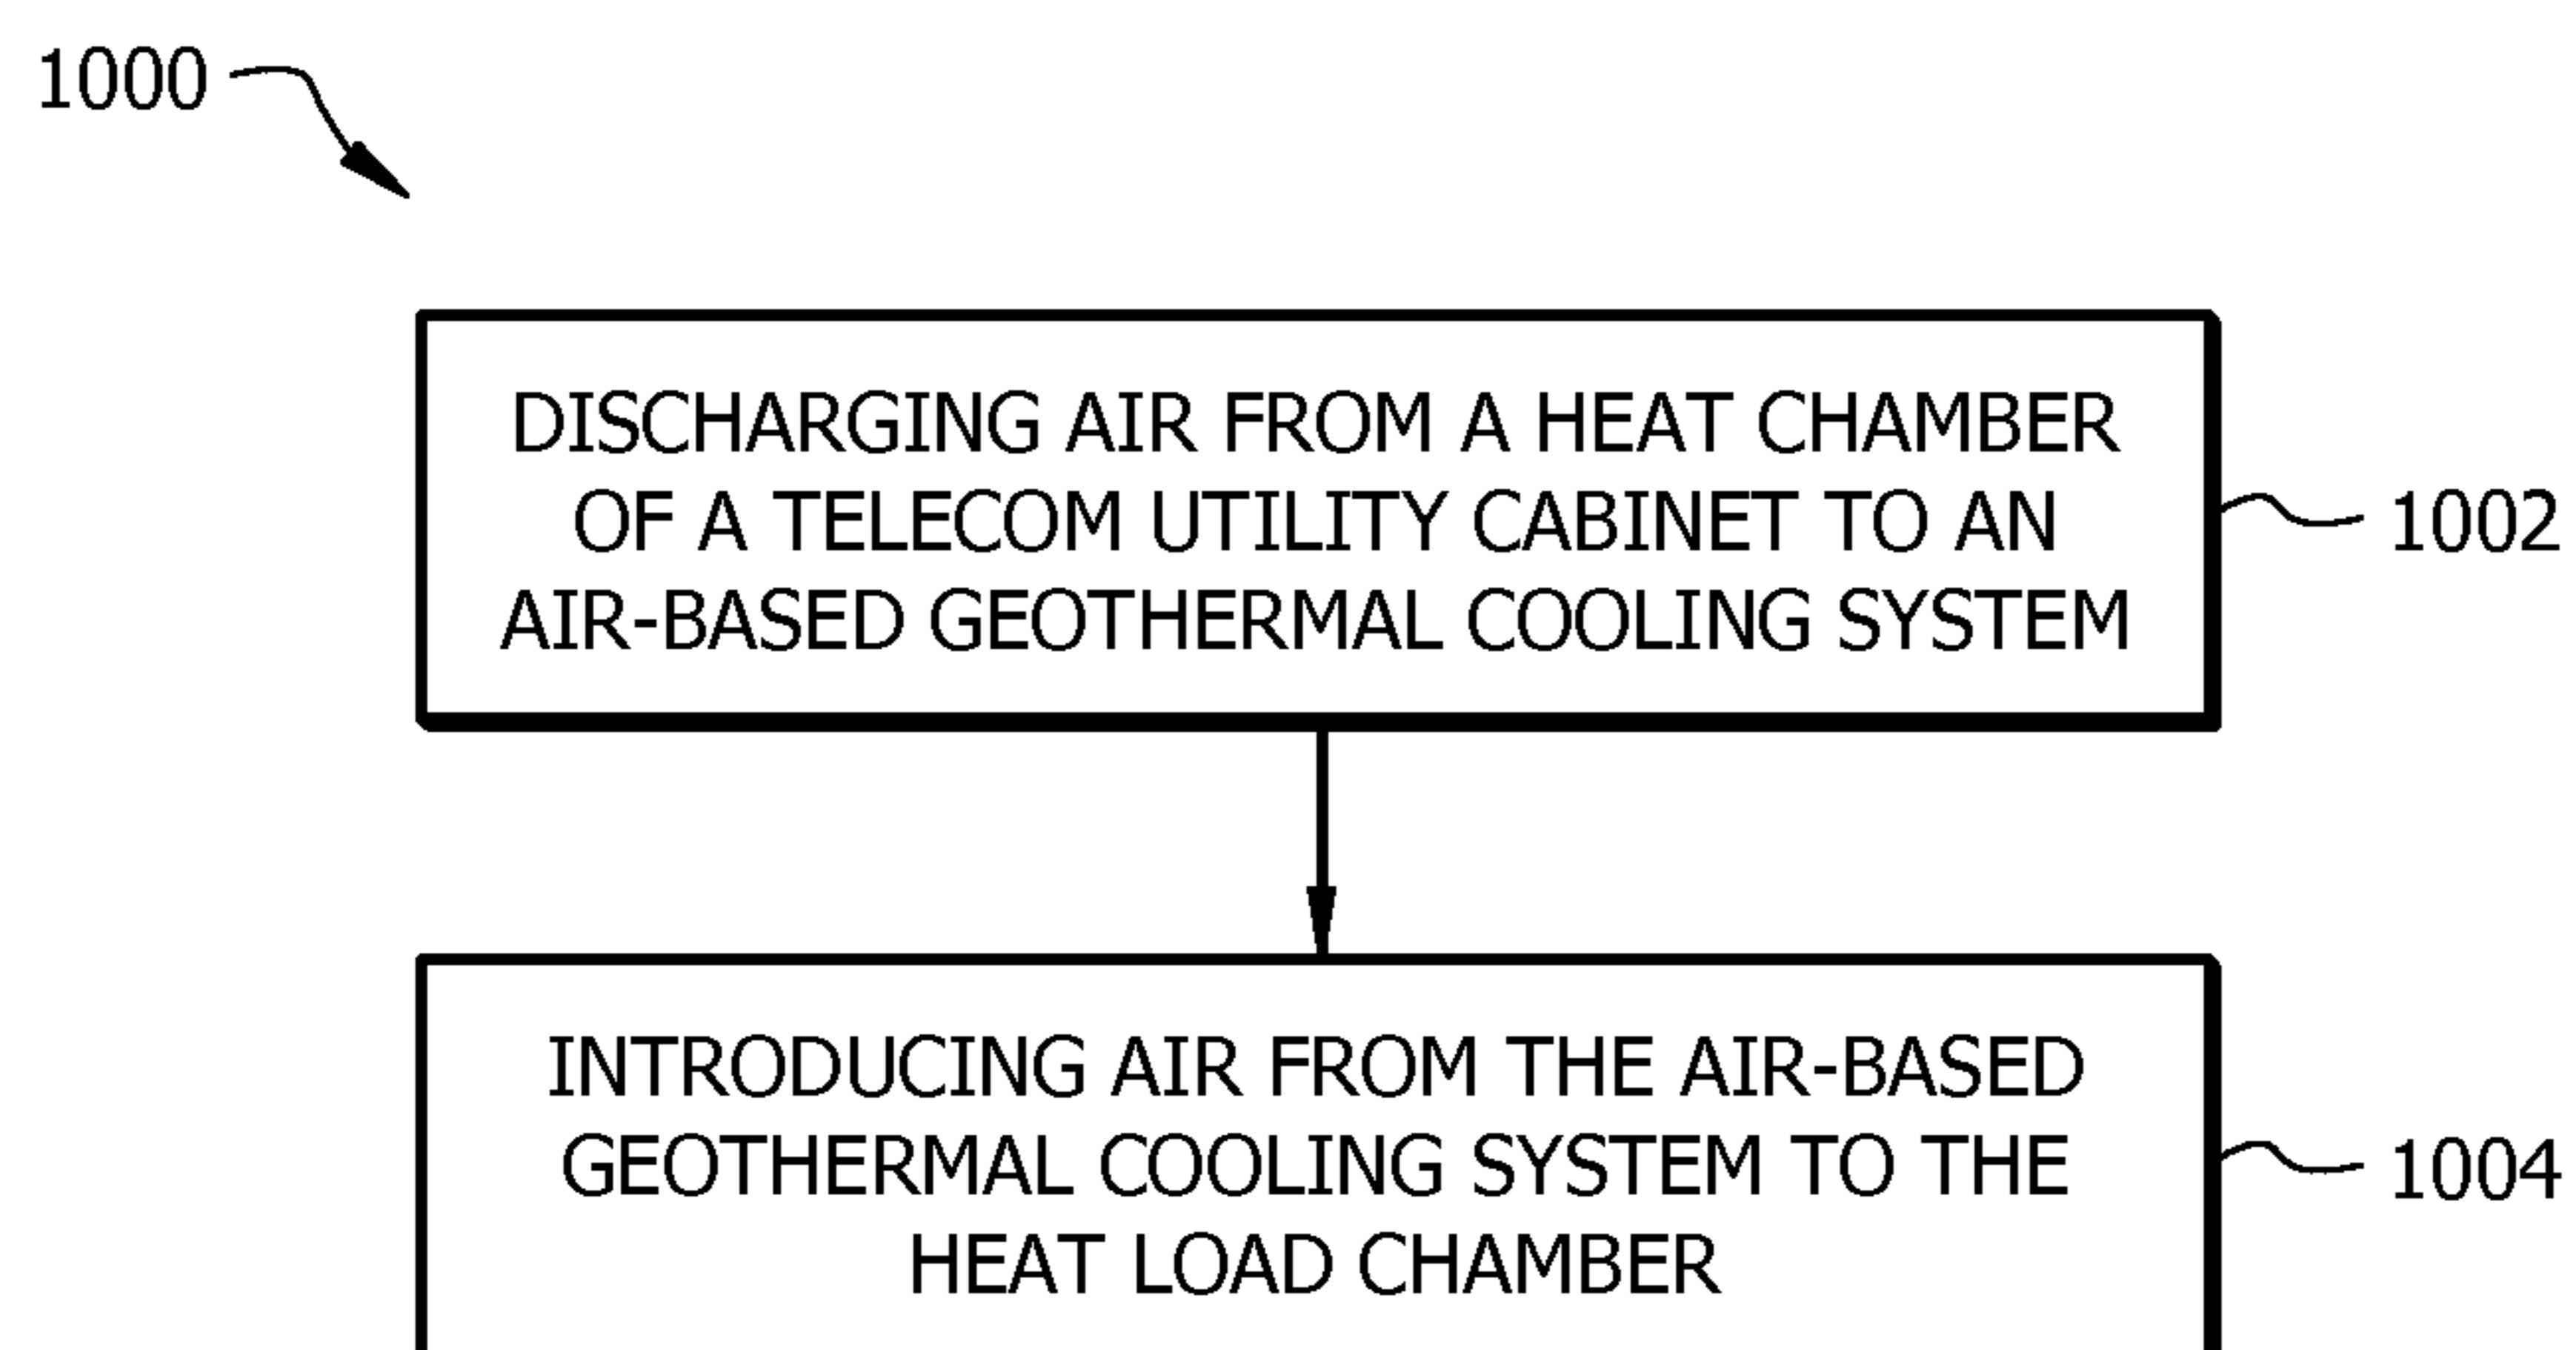 1000
DISCHARGING AIR FROM A HEAT CHAMBER
OF A TELECOM UTILITY CABINET TO AN
AIR-BASED GEOTHERMAL COOLING SYSTEM
1002
INTRODUCING AIR FROM THE AIR-BASED
GEOTHERMAL COOLING SYSTEM TO THE
HEAT LOAD CHAMBER
1004